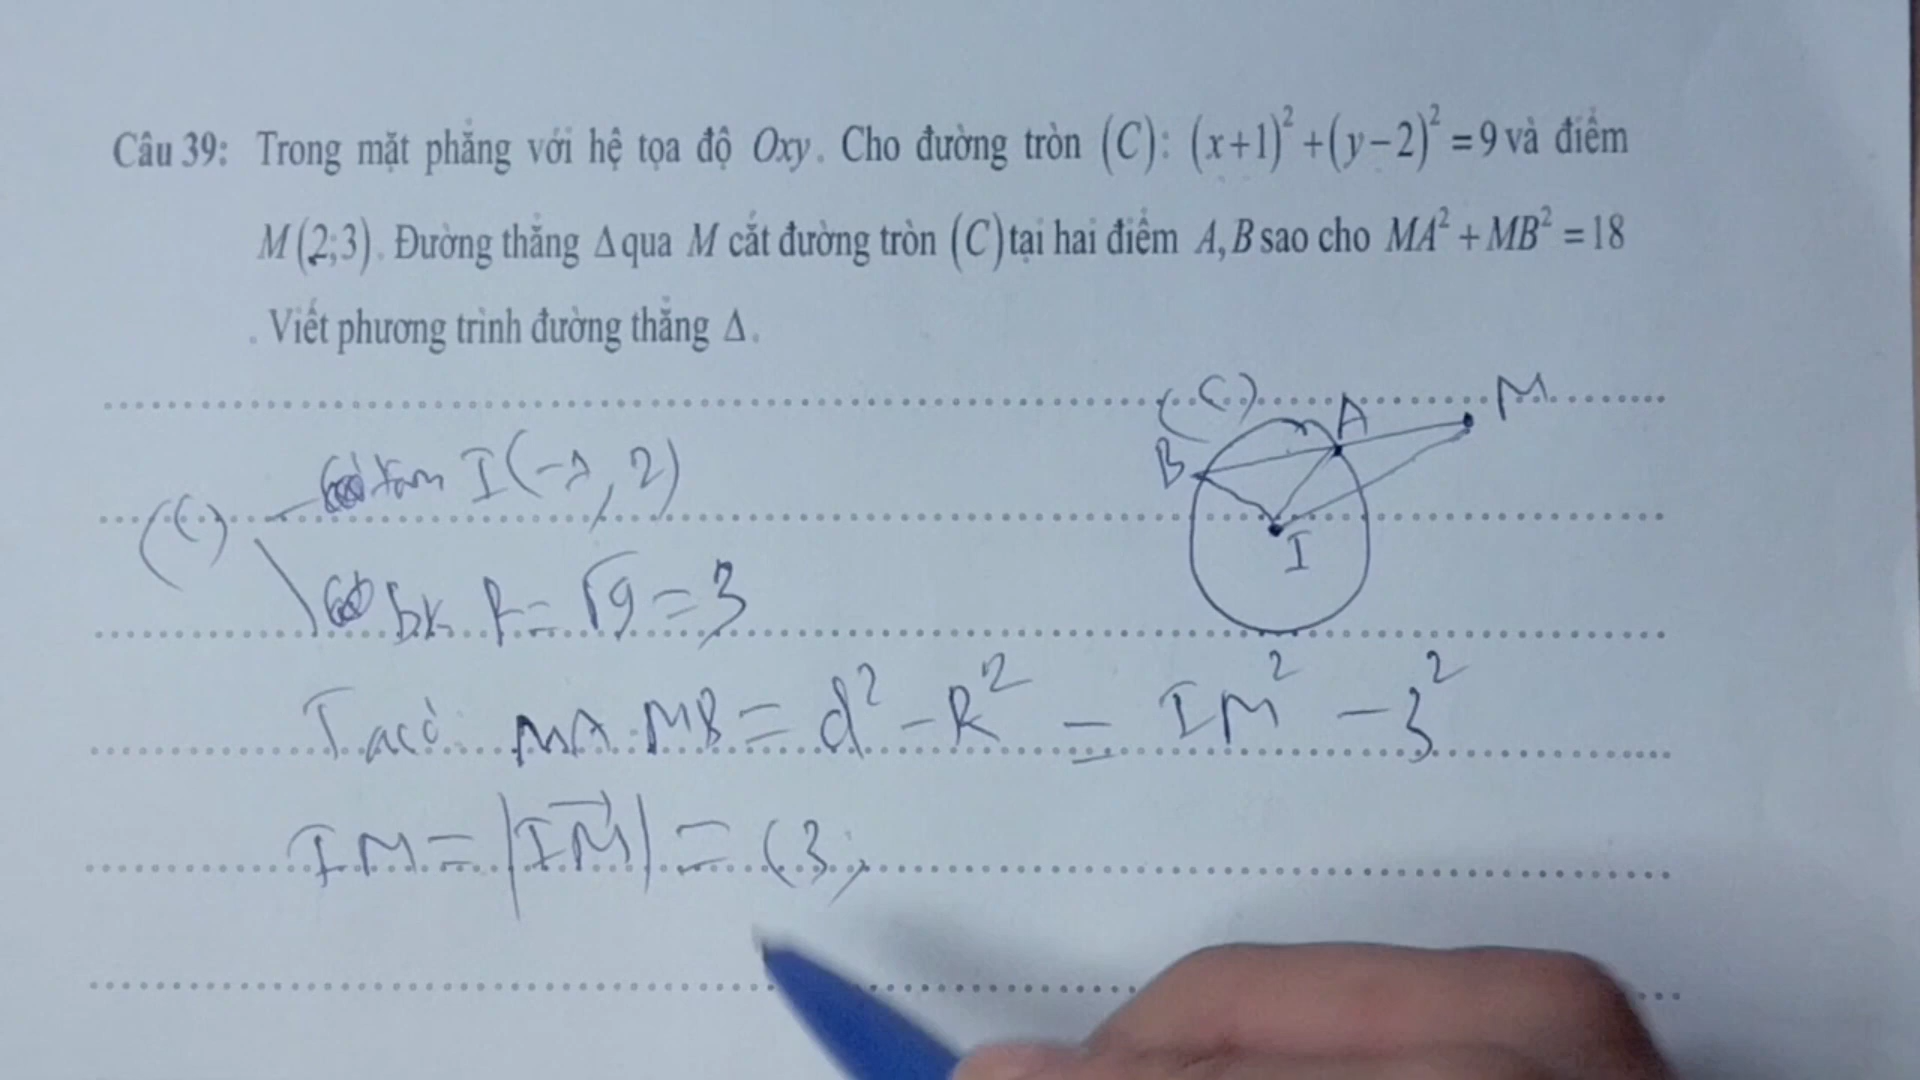 Câu 39: Trong mặt phẳng với hệ tọa độ Oxy. Cho đường tròn (C): (x+1)² +(y−2)² =9 và điểm
M(2;3). Đường thẳng Δ qua M cắt đường tròn (C) tại hai điểm A, B sao cho MA² + MB² =18
. Viết phương trình đường thẳng Δ.
(C)
A
M
B
I
(C)
tâm I(-1, 2)
bk R = √9 = 3
Ta có: MA.MB = d² - R² = IM² - 3²
IM = |IM⃗| = (3;